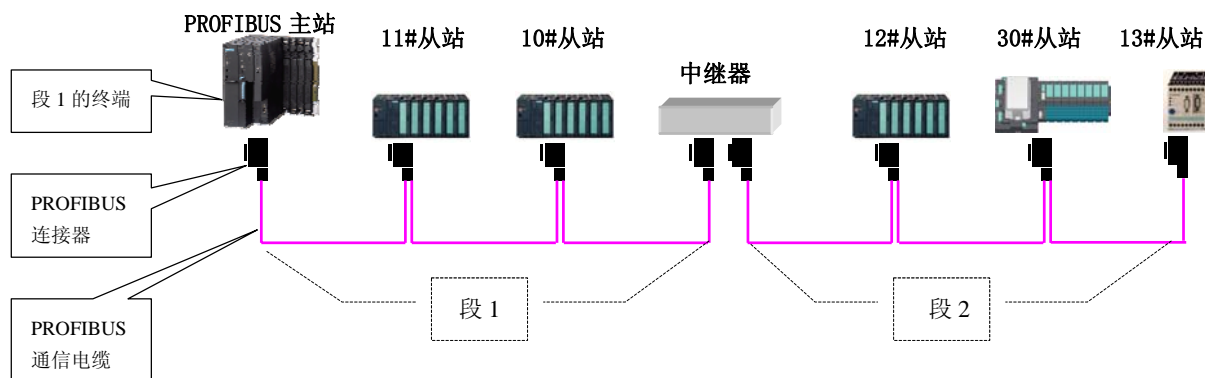 PROFIBUS 主站
11#从站
10#从站
中继器
12#从站
30#从站
13#从站
段 1 的终端
PROFIBUS
连接器
PROFIBUS
通信电缆
段 1
段 2